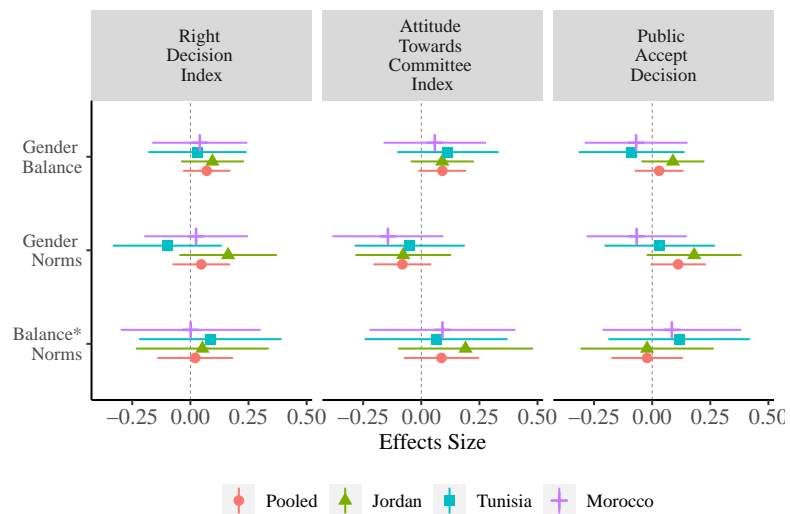 Right
Decision
Index
Attitude
Towards
Committee
Index
Public
Accept
Decision
Gender
Balance
Gender
Norms
Balance*
Norms
−0.25 0.00 0.25 0.50
−0.25 0.00 0.25 0.50
−0.25 0.00 0.25 0.50
Effects Size
Pooled Jordan Tunisia Morocco